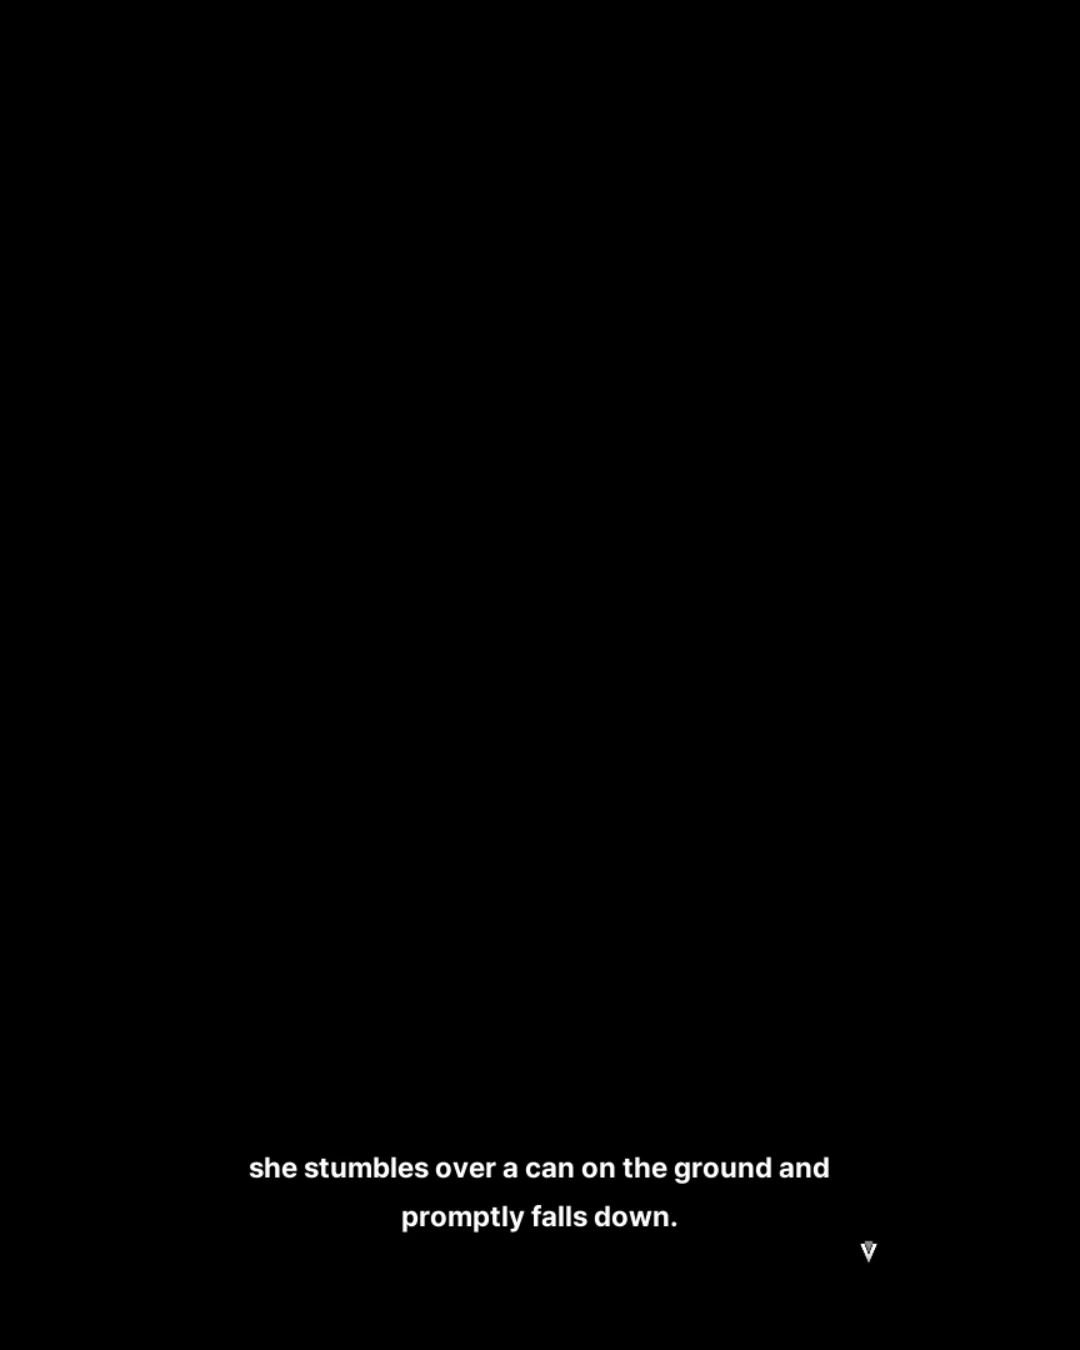 she stumbles over a can on the ground and
promptly falls down.